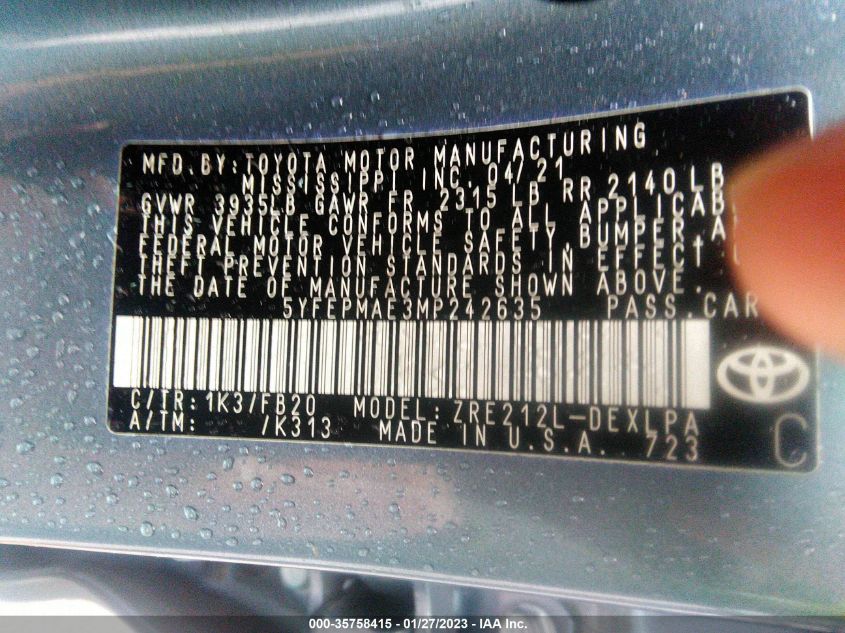 MFD.BY:TOYOTA MOTOR MANUFACTURING
MISSISSIPPI INC. 04/21
GVWR 3935LB GAWR FR 2315 LB RR 2140 LB
THIS VEHICLE CONFORMS TO ALL
FEDERAL MOTOR VEHICLE SAFETY,BUMPER,
THEFT PREVENTION STANDARDS IN EFFECT
THE DATE OF MANUFACTURE SHOWN ABOVE.
5YFEPMAE3MP242635 PASS.CAR
C/TR:1K3/FB20 MODEL:ZRE212L-DEXLPA
A/TM: /K313 MADE IN U.S.A. 723
C
000-35758415 - 01/27/2023 - IAA Inc.